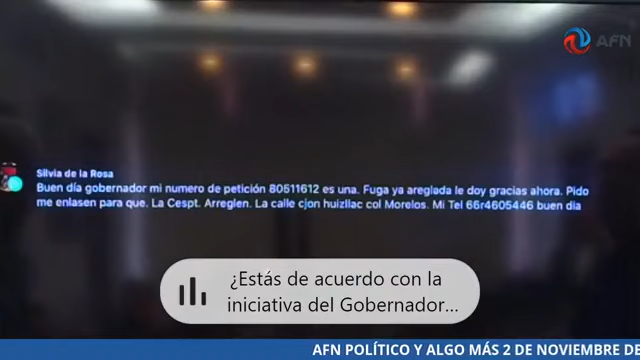 AFN
Silvia de la Rosa
Buen día gobernador mi numero de petición 80511612 es una. Fuga ya areglada le doy gracias ahora. Pido
me enlasen para que. La Cespt. Arreglen. La calle cjon huizllac col Morelos. Mi Tel 66r4605446 buen dia
¿Estás de acuerdo con la
iniciativa del Gobernador...
AFN POLÍTICO Y ALGO MÁS 2 DE NOVIEMBRE DE